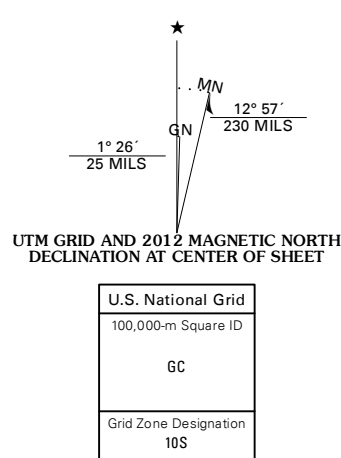 ★
MN
GN
12° 57´
230 MILS
1° 26´
25 MILS
UTM GRID AND 2012 MAGNETIC NORTH
DECLINATION AT CENTER OF SHEET
U.S. National Grid
100,000-m Square ID
GC
Grid Zone Designation
10S